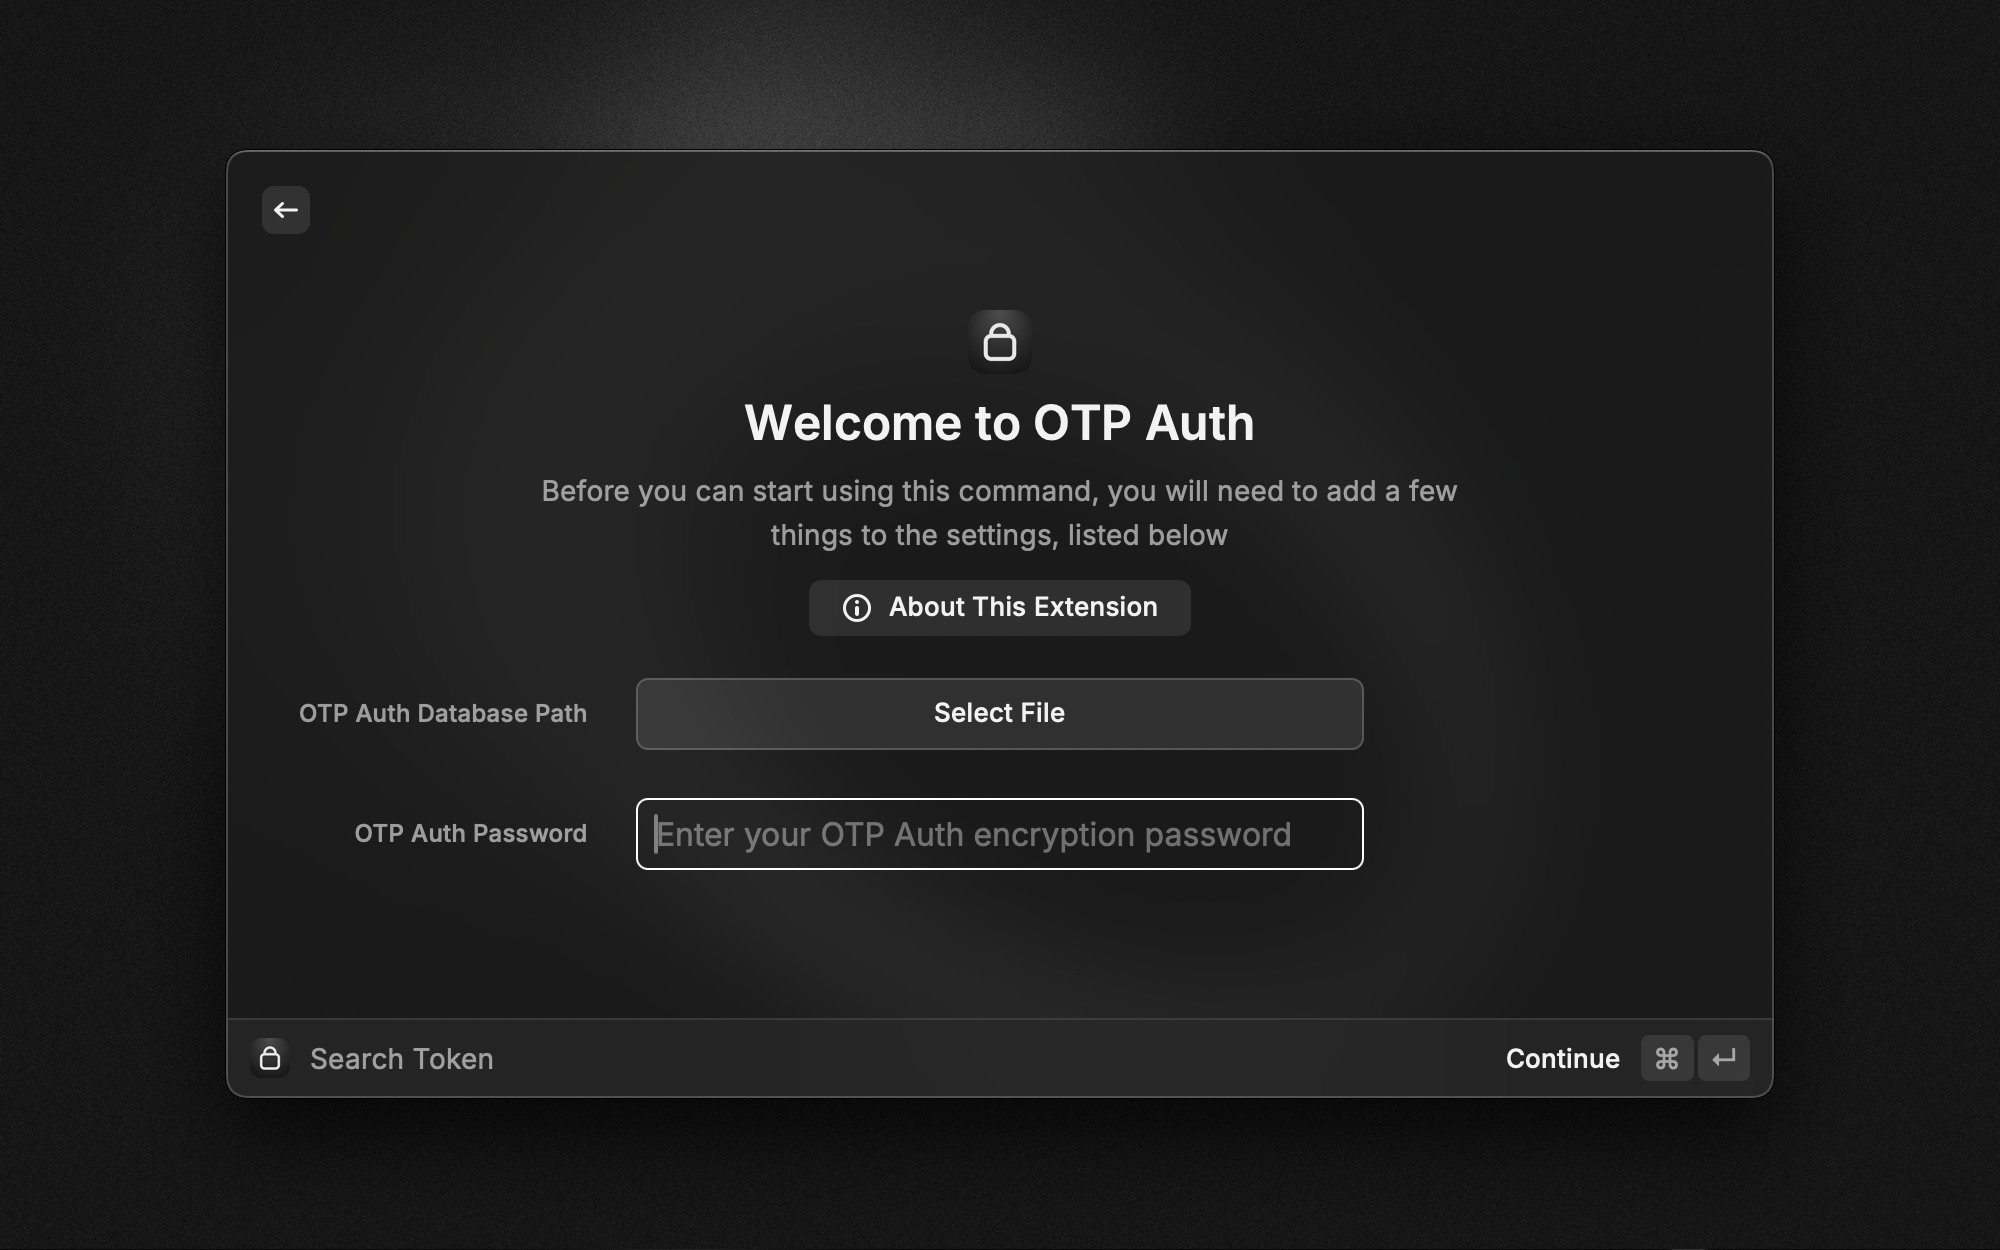 Welcome to OTP Auth
Before you can start using this command, you will need to add a few
things to the settings, listed below
About This Extension
OTP Auth Database Path
Select File
OTP Auth Password
Enter your OTP Auth encryption password
Search Token
Continue ⌘ ↵